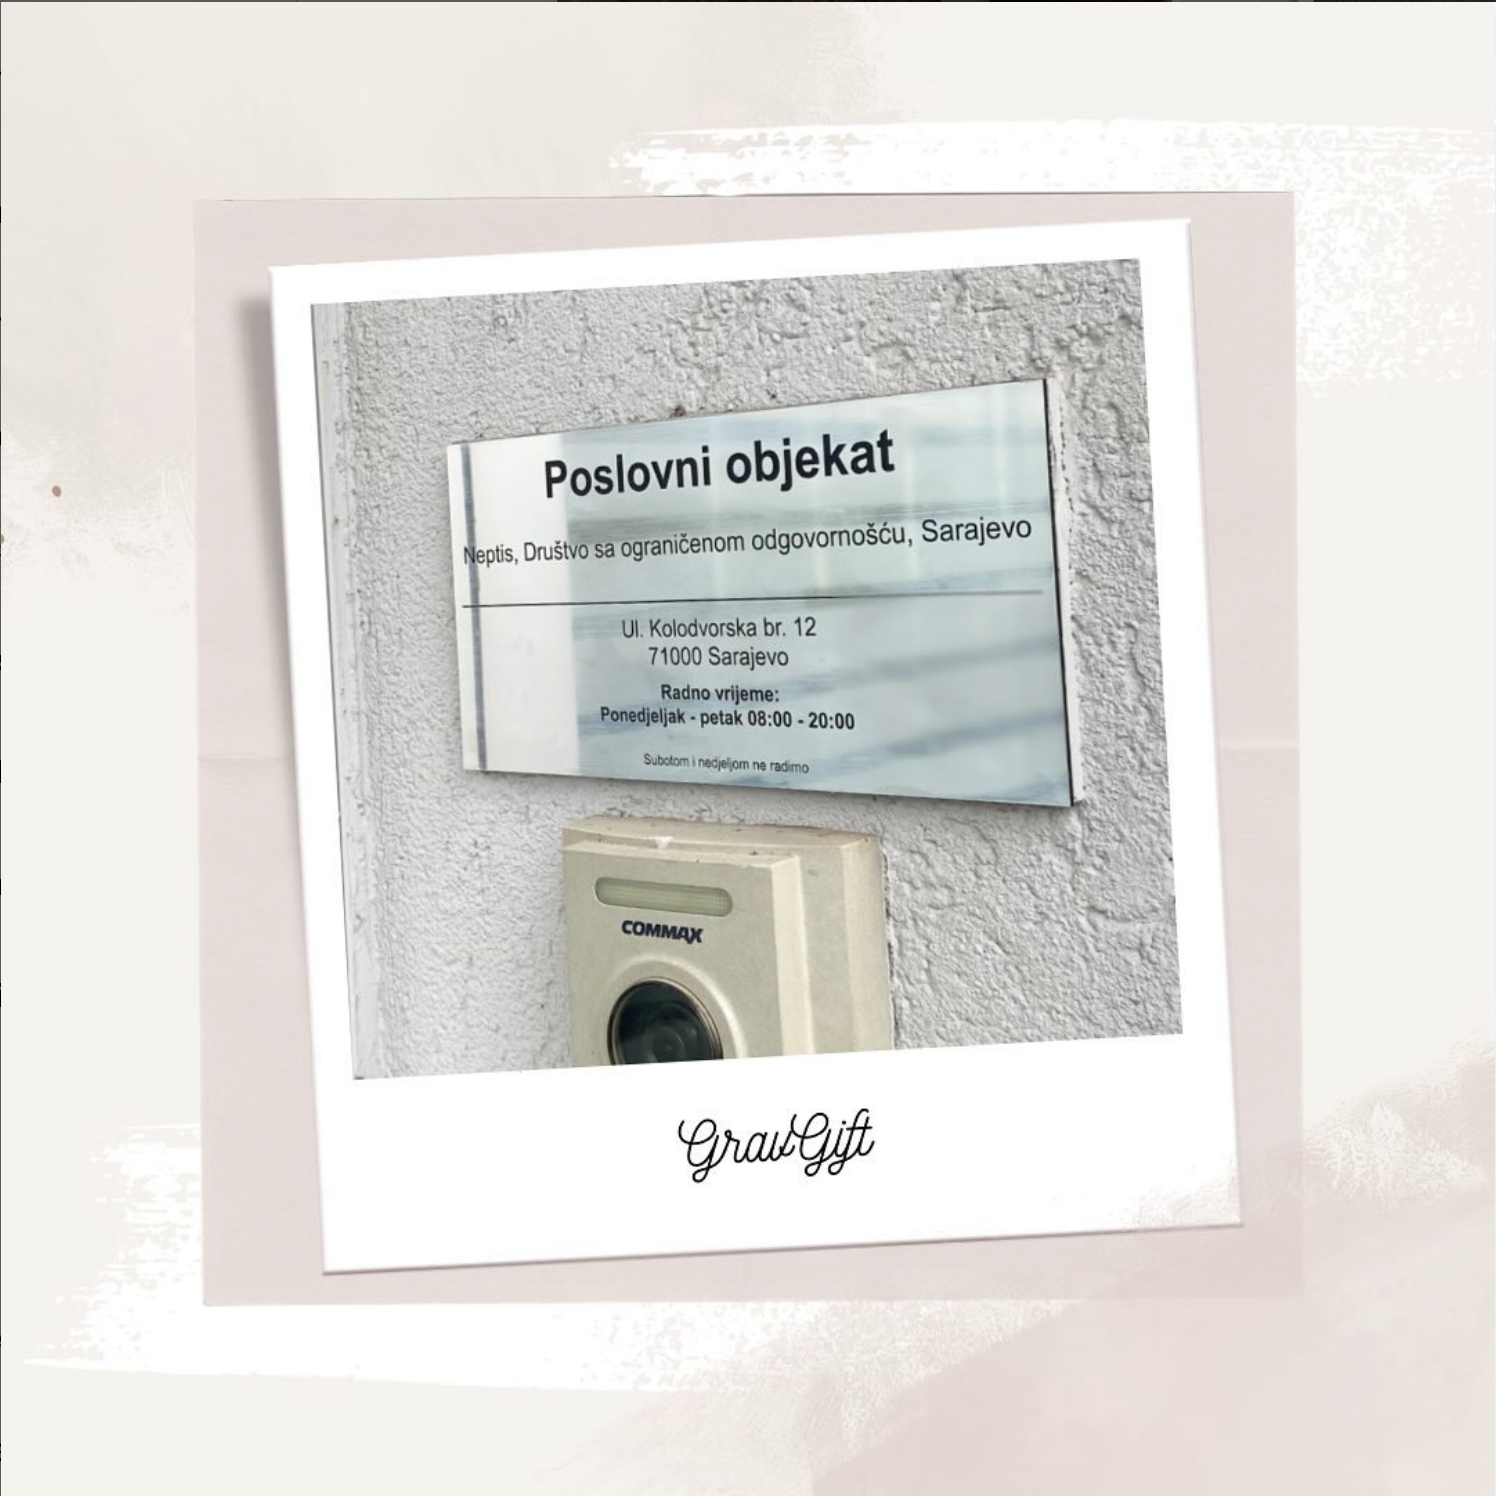 Poslovni objekat
Neptis, Društvo sa ograničenom odgovornošću, Sarajevo
Ul. Kolodvorska br. 12
71000 Sarajevo
Radno vrijeme:
Ponedjeljak - petak 08:00 - 20:00
Subotom i nedjeljom ne radimo
COMMAX
GravGift